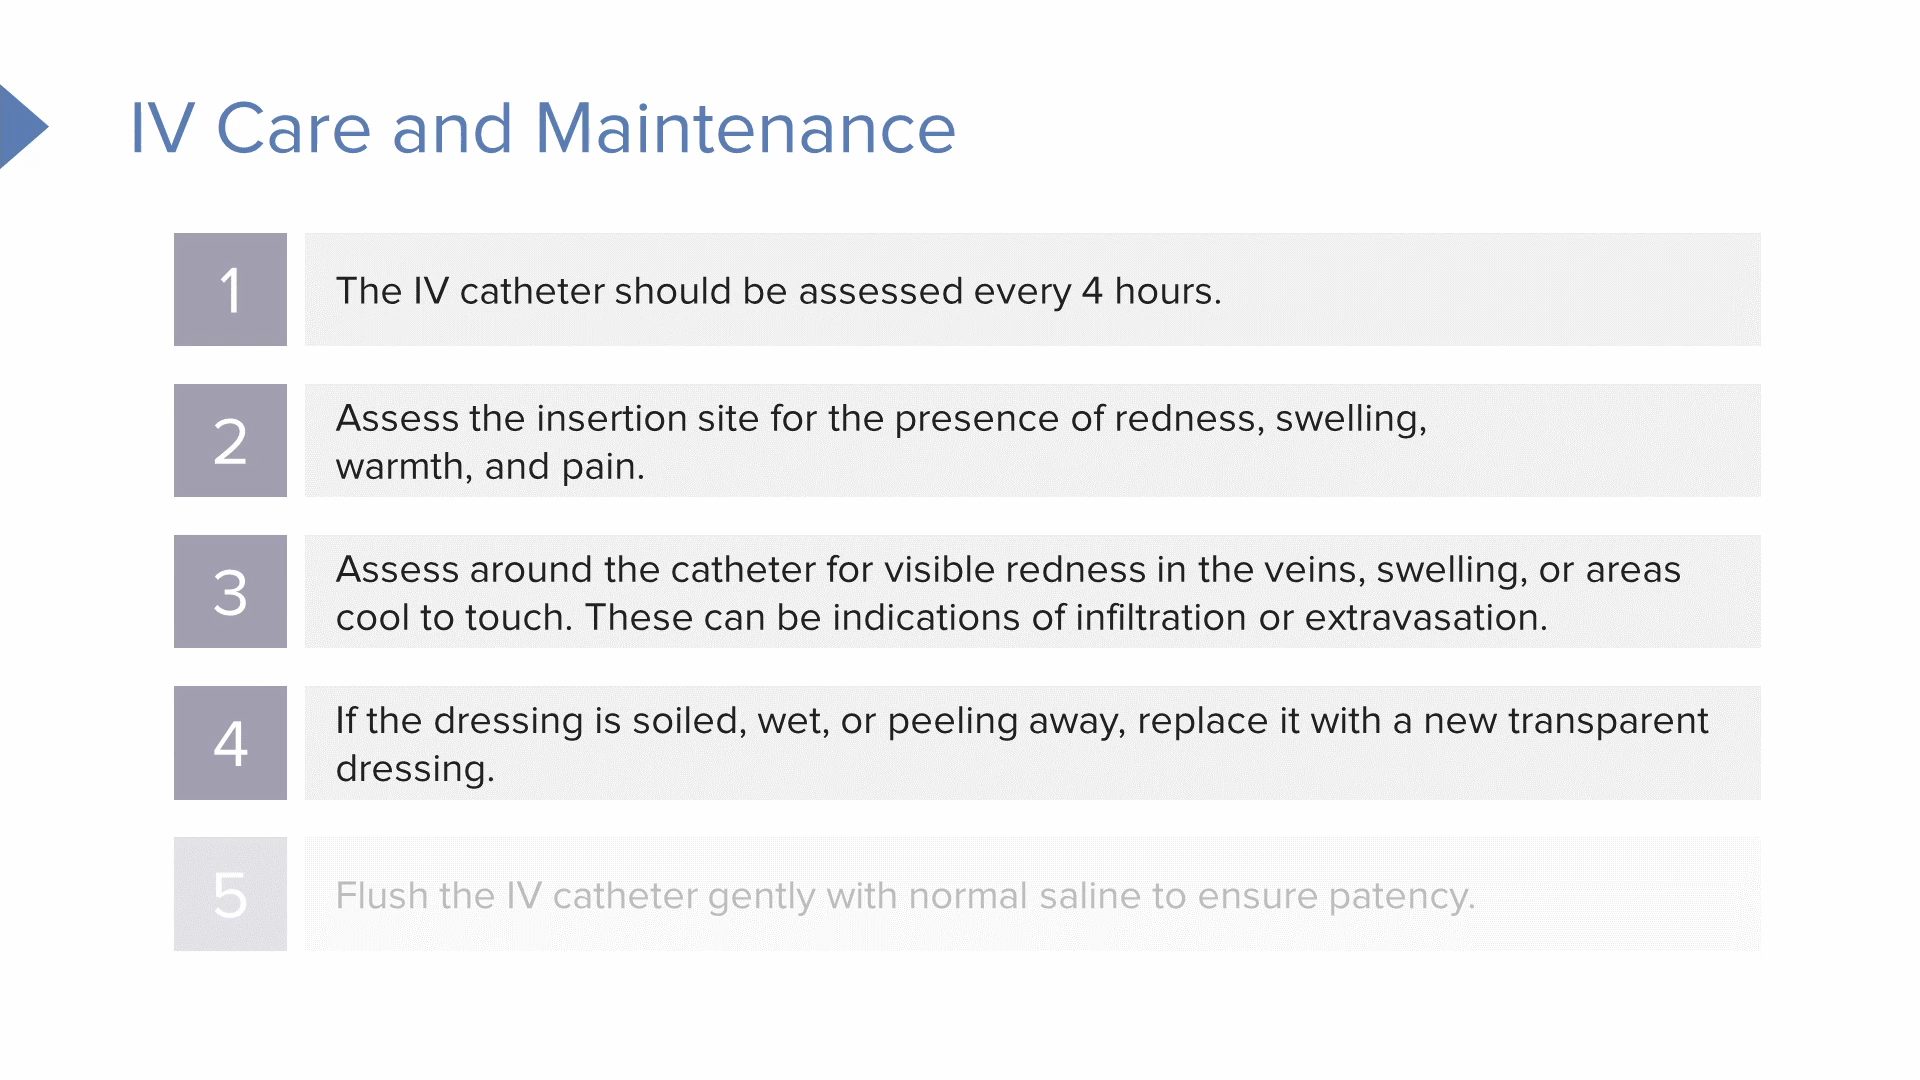 IV Care and Maintenance
1
The IV catheter should be assessed every 4 hours.
2
Assess the insertion site for the presence of redness, swelling,
warmth, and pain.
3
Assess around the catheter for visible redness in the veins, swelling, or areas
cool to touch. These can be indications of infiltration or extravasation.
4
If the dressing is soiled, wet, or peeling away, replace it with a new transparent
dressing.
5
Flush the IV catheter gently with normal saline to ensure patency.